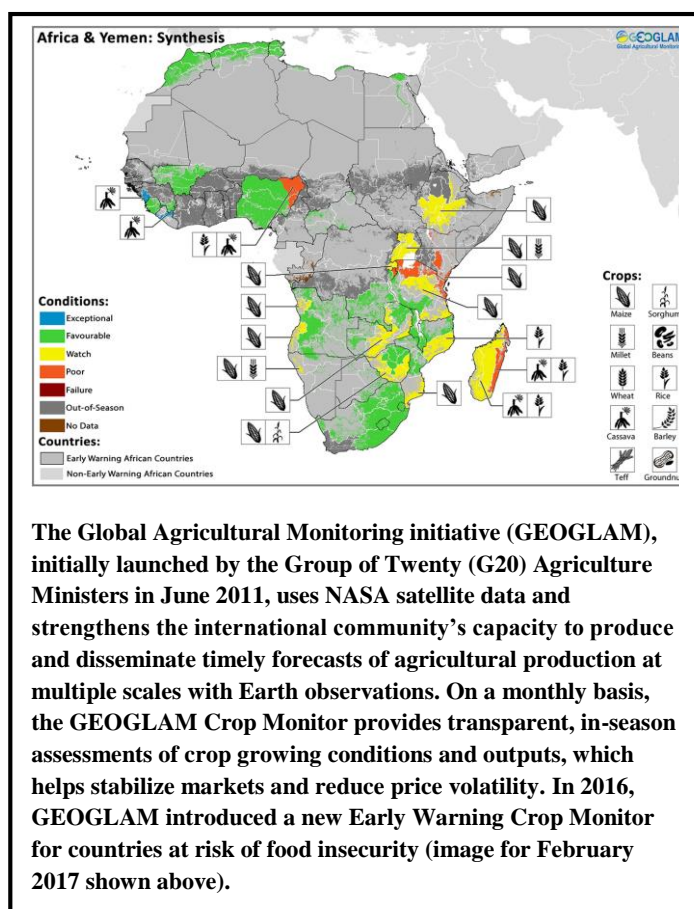 Africa & Yemen: Synthesis
GEOGLAM
Global Agricultural Monitoring
Conditions:
Exceptional
Favourable
Watch
Poor
Failure
Out-of-Season
No Data
Countries:
Early Warning African Countries
Non-Early Warning African Countries
Crops:
Maize Sorghum
Millet Beans
Wheat Rice
Cassava Barley
Teff Groundnu
The Global Agricultural Monitoring initiative (GEOGLAM),
initially launched by the Group of Twenty (G20) Agriculture
Ministers in June 2011, uses NASA satellite data and
strengthens the international community's capacity to produce
and disseminate timely forecasts of agricultural production at
multiple scales with Earth observations. On a monthly basis,
the GEOGLAM Crop Monitor provides transparent, in-season
assessments of crop growing conditions and outputs, which
helps stabilize markets and reduce price volatility. In 2016,
GEOGLAM introduced a new Early Warning Crop Monitor
for countries at risk of food insecurity (image for February
2017 shown above).